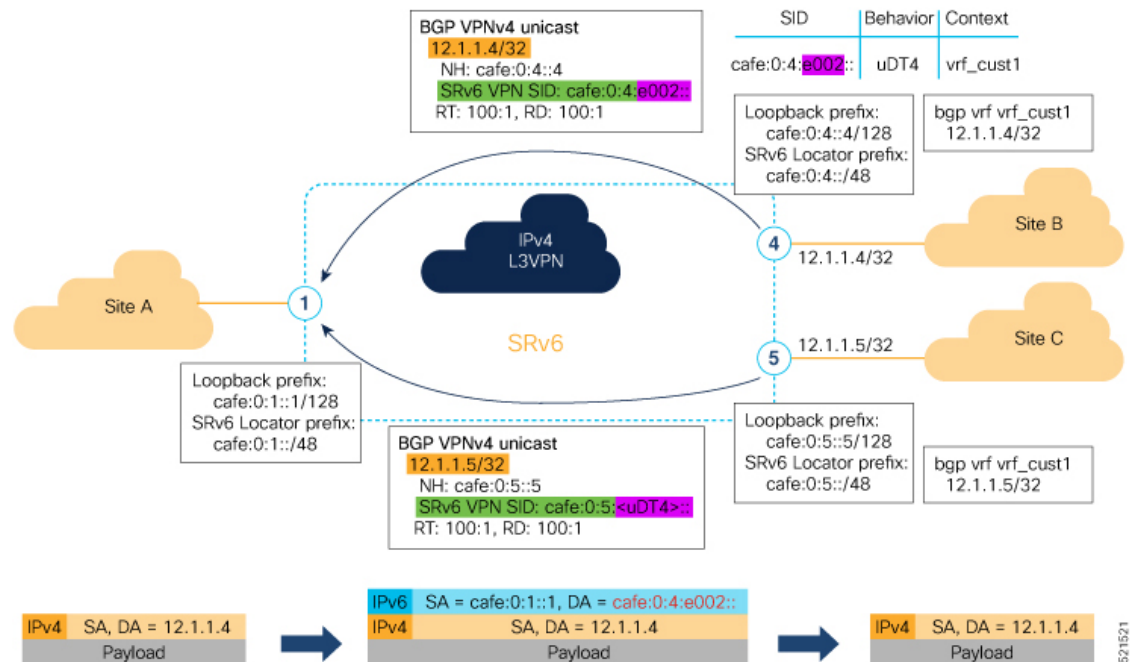 BGP VPNv4 unicast
12.1.1.4/32
NH: cafe:0:4::4
SRv6 VPN SID: cafe:0:4:e002::
RT: 100:1, RD: 100:1
SID Behavior Context
cafe:0:4:e002:: uDT4 vrf_cust1
Loopback prefix:
cafe:0:4::4/128
SRv6 Locator prefix:
cafe:0:4::/48
bgp vrf vrf_cust1
12.1.1.4/32
IPv4
L3VPN
4
12.1.1.4/32
Site B
Site A
1
SRv6
5
12.1.1.5/32
Site C
Loopback prefix:
cafe:0:1::1/128
SRv6 Locator prefix:
cafe:0:1::/48
BGP VPNv4 unicast
12.1.1.5/32
NH: cafe:0:5::5
SRv6 VPN SID: cafe:0:5:<uDT4>::
RT: 100:1, RD: 100:1
Loopback prefix:
cafe:0:5::5/128
SRv6 Locator prefix:
cafe:0:5::/48
bgp vrf vrf_cust1
12.1.1.5/32
IPv4 SA, DA = 12.1.1.4
Payload
IPv6 SA = cafe:0:1::1, DA = cafe:0:4:e002::
IPv4 SA, DA = 12.1.1.4
Payload
IPv4 SA, DA = 12.1.1.4
Payload
521521